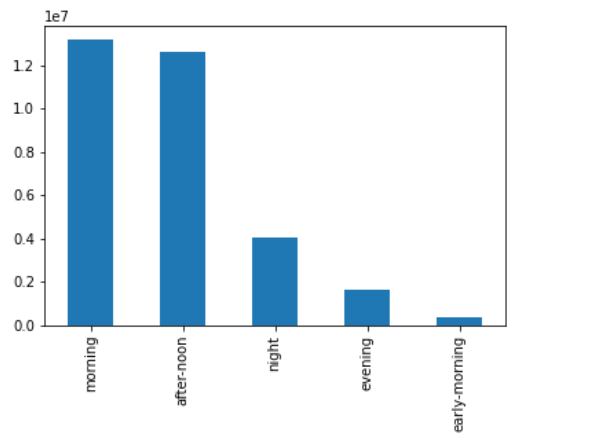 1e7
1.2
1.0
0.8
0.6
0.4
0.2
0.0
morning
after-noon
night
evening
early-morning